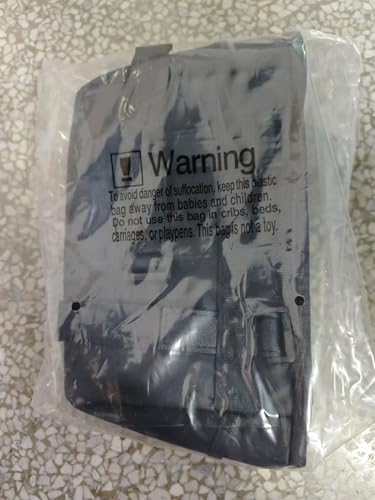 Warning
To avoid danger of suffocation, keep this plastic
bag away from babies and children.
Do not use this bag in cribs, beds,
carriages, or playpens. This bag is not a toy.